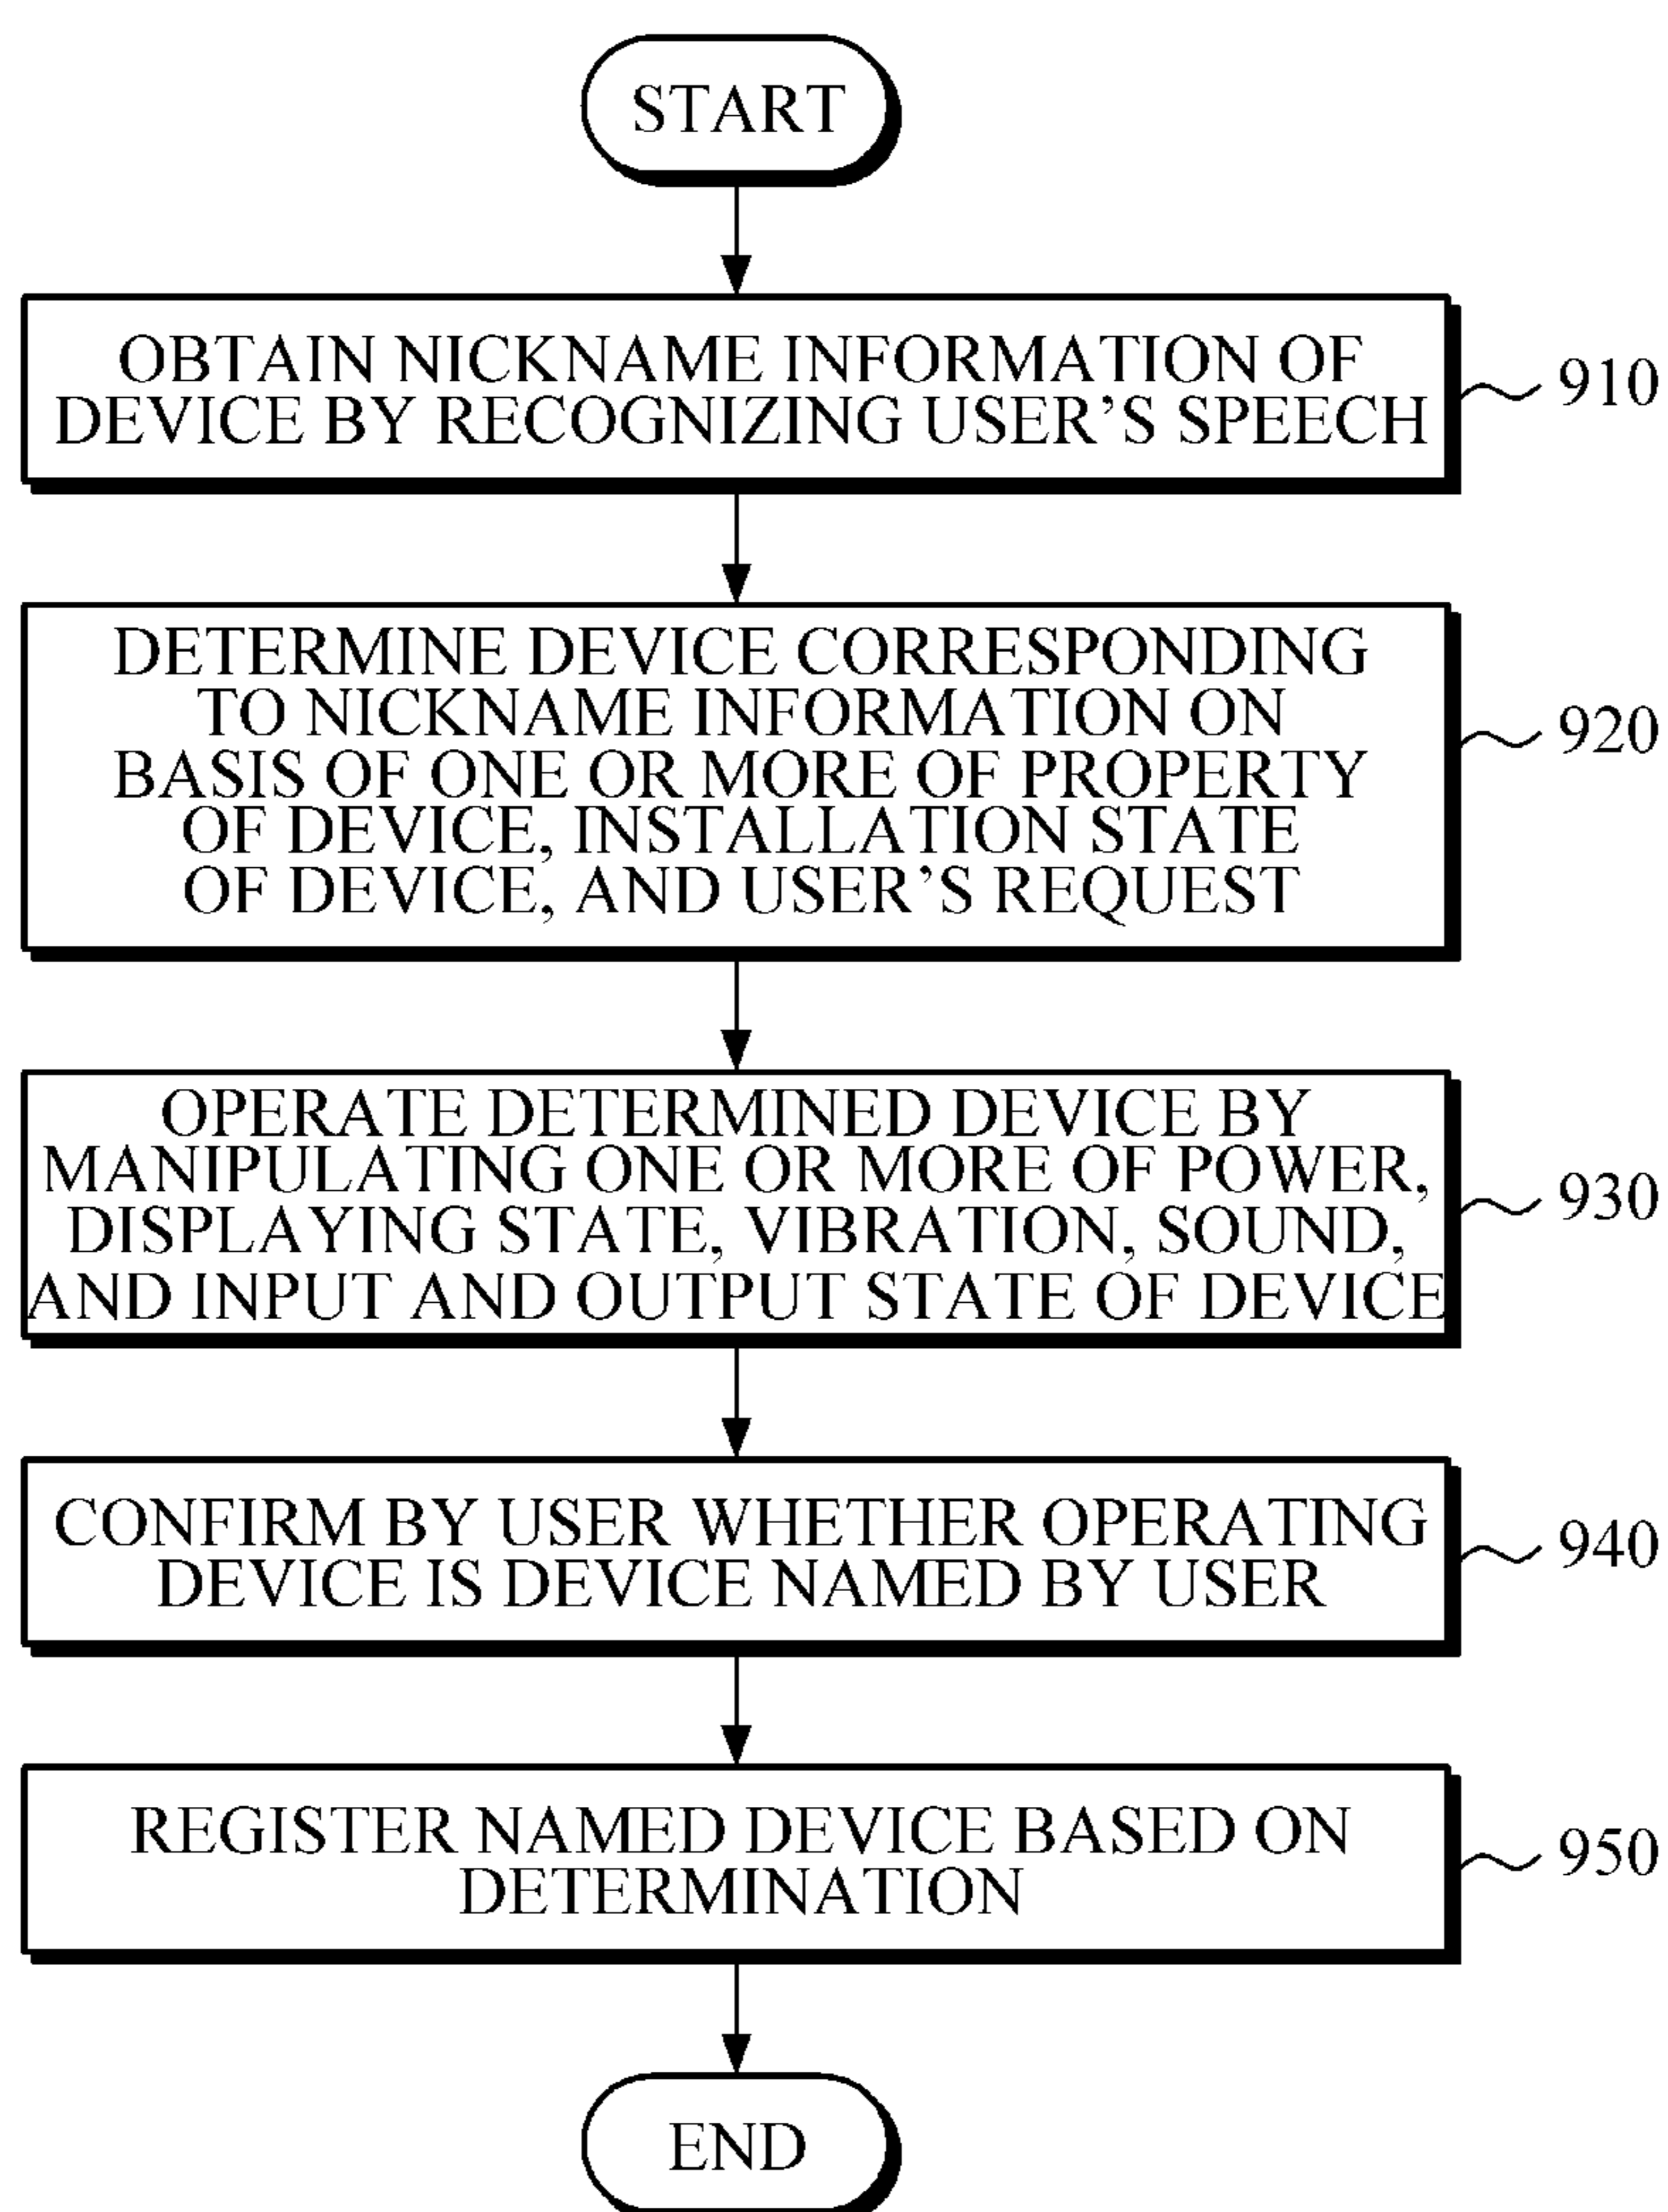 START
OBTAIN NICKNAME INFORMATION OF
DEVICE BY RECOGNIZING USER’S SPEECH
910
DETERMINE DEVICE CORRESPONDING
TO NICKNAME INFORMATION ON
BASIS OF ONE OR MORE OF PROPERTY
OF DEVICE, INSTALLATION STATE
OF DEVICE, AND USER’S REQUEST
920
OPERATE DETERMINED DEVICE BY
MANIPULATING ONE OR MORE OF POWER,
DISPLAYING STATE, VIBRATION, SOUND,
AND INPUT AND OUTPUT STATE OF DEVICE
930
CONFIRM BY USER WHETHER OPERATING
DEVICE IS DEVICE NAMED BY USER
940
REGISTER NAMED DEVICE BASED ON
DETERMINATION
950
END